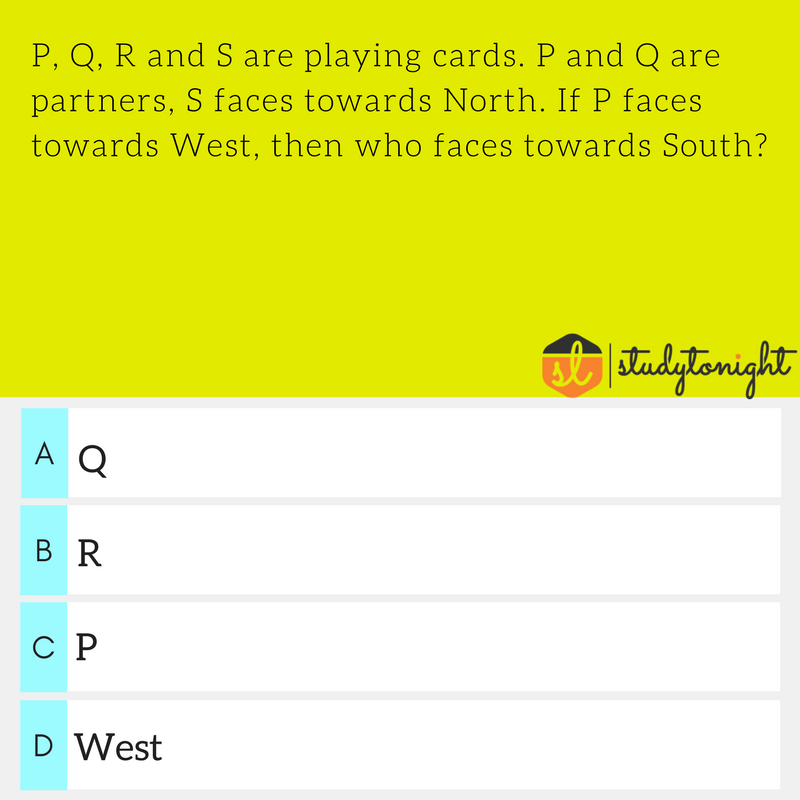 P, Q, R and S are playing cards. P and Q are
partners, S faces towards North. If P faces
towards West, then who faces towards South?
sl studytonight
A Q
B R
C P
D West